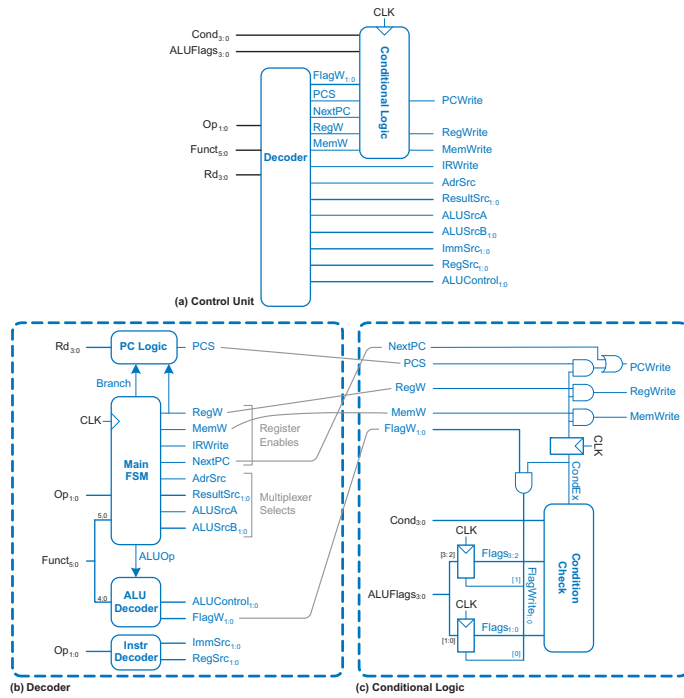 CLK
Cond3:0
ALUFlags3:0
FlagW1:0
PCS
NextPC
RegW
MemW
Conditional Logic
PCWrite
RegWrite
MemWrite
Op1:0
Funct5:0
Rd3:0
Decoder
IRWrite
AdrSrc
ResultSrc1:0
ALUSrcA
ALUSrcB1:0
ImmSrc1:0
RegSrc1:0
ALUControl1:0
(a) Control Unit
Rd3:0
PC Logic
PCS
Branch
CLK
RegW
MemW
IRWrite
NextPC
Register
Enables
Main
FSM
AdrSrc
ResultSrc1:0
ALUSrcA
ALUSrcB1:0
Multiplexer
Selects
Op1:0
5,0
Funct5:0
ALUOp
4:0
ALU
Decoder
ALUControl1:0
FlagW1:0
Op1:0
Instr
Decoder
ImmSrc1:0
RegSrc1:0
(b) Decoder
NextPC
PCS
RegW
MemW
FlagW1:0
PCWrite
RegWrite
MemWrite
CLK
CondEx
Cond3:0
CLK
[3:2]
Flags3:2
[1]
ALUFlags3:0
CLK
[1:0]
Flags1:0
[0]
FlagWrite1:0
Condition
Check
(c) Conditional Logic